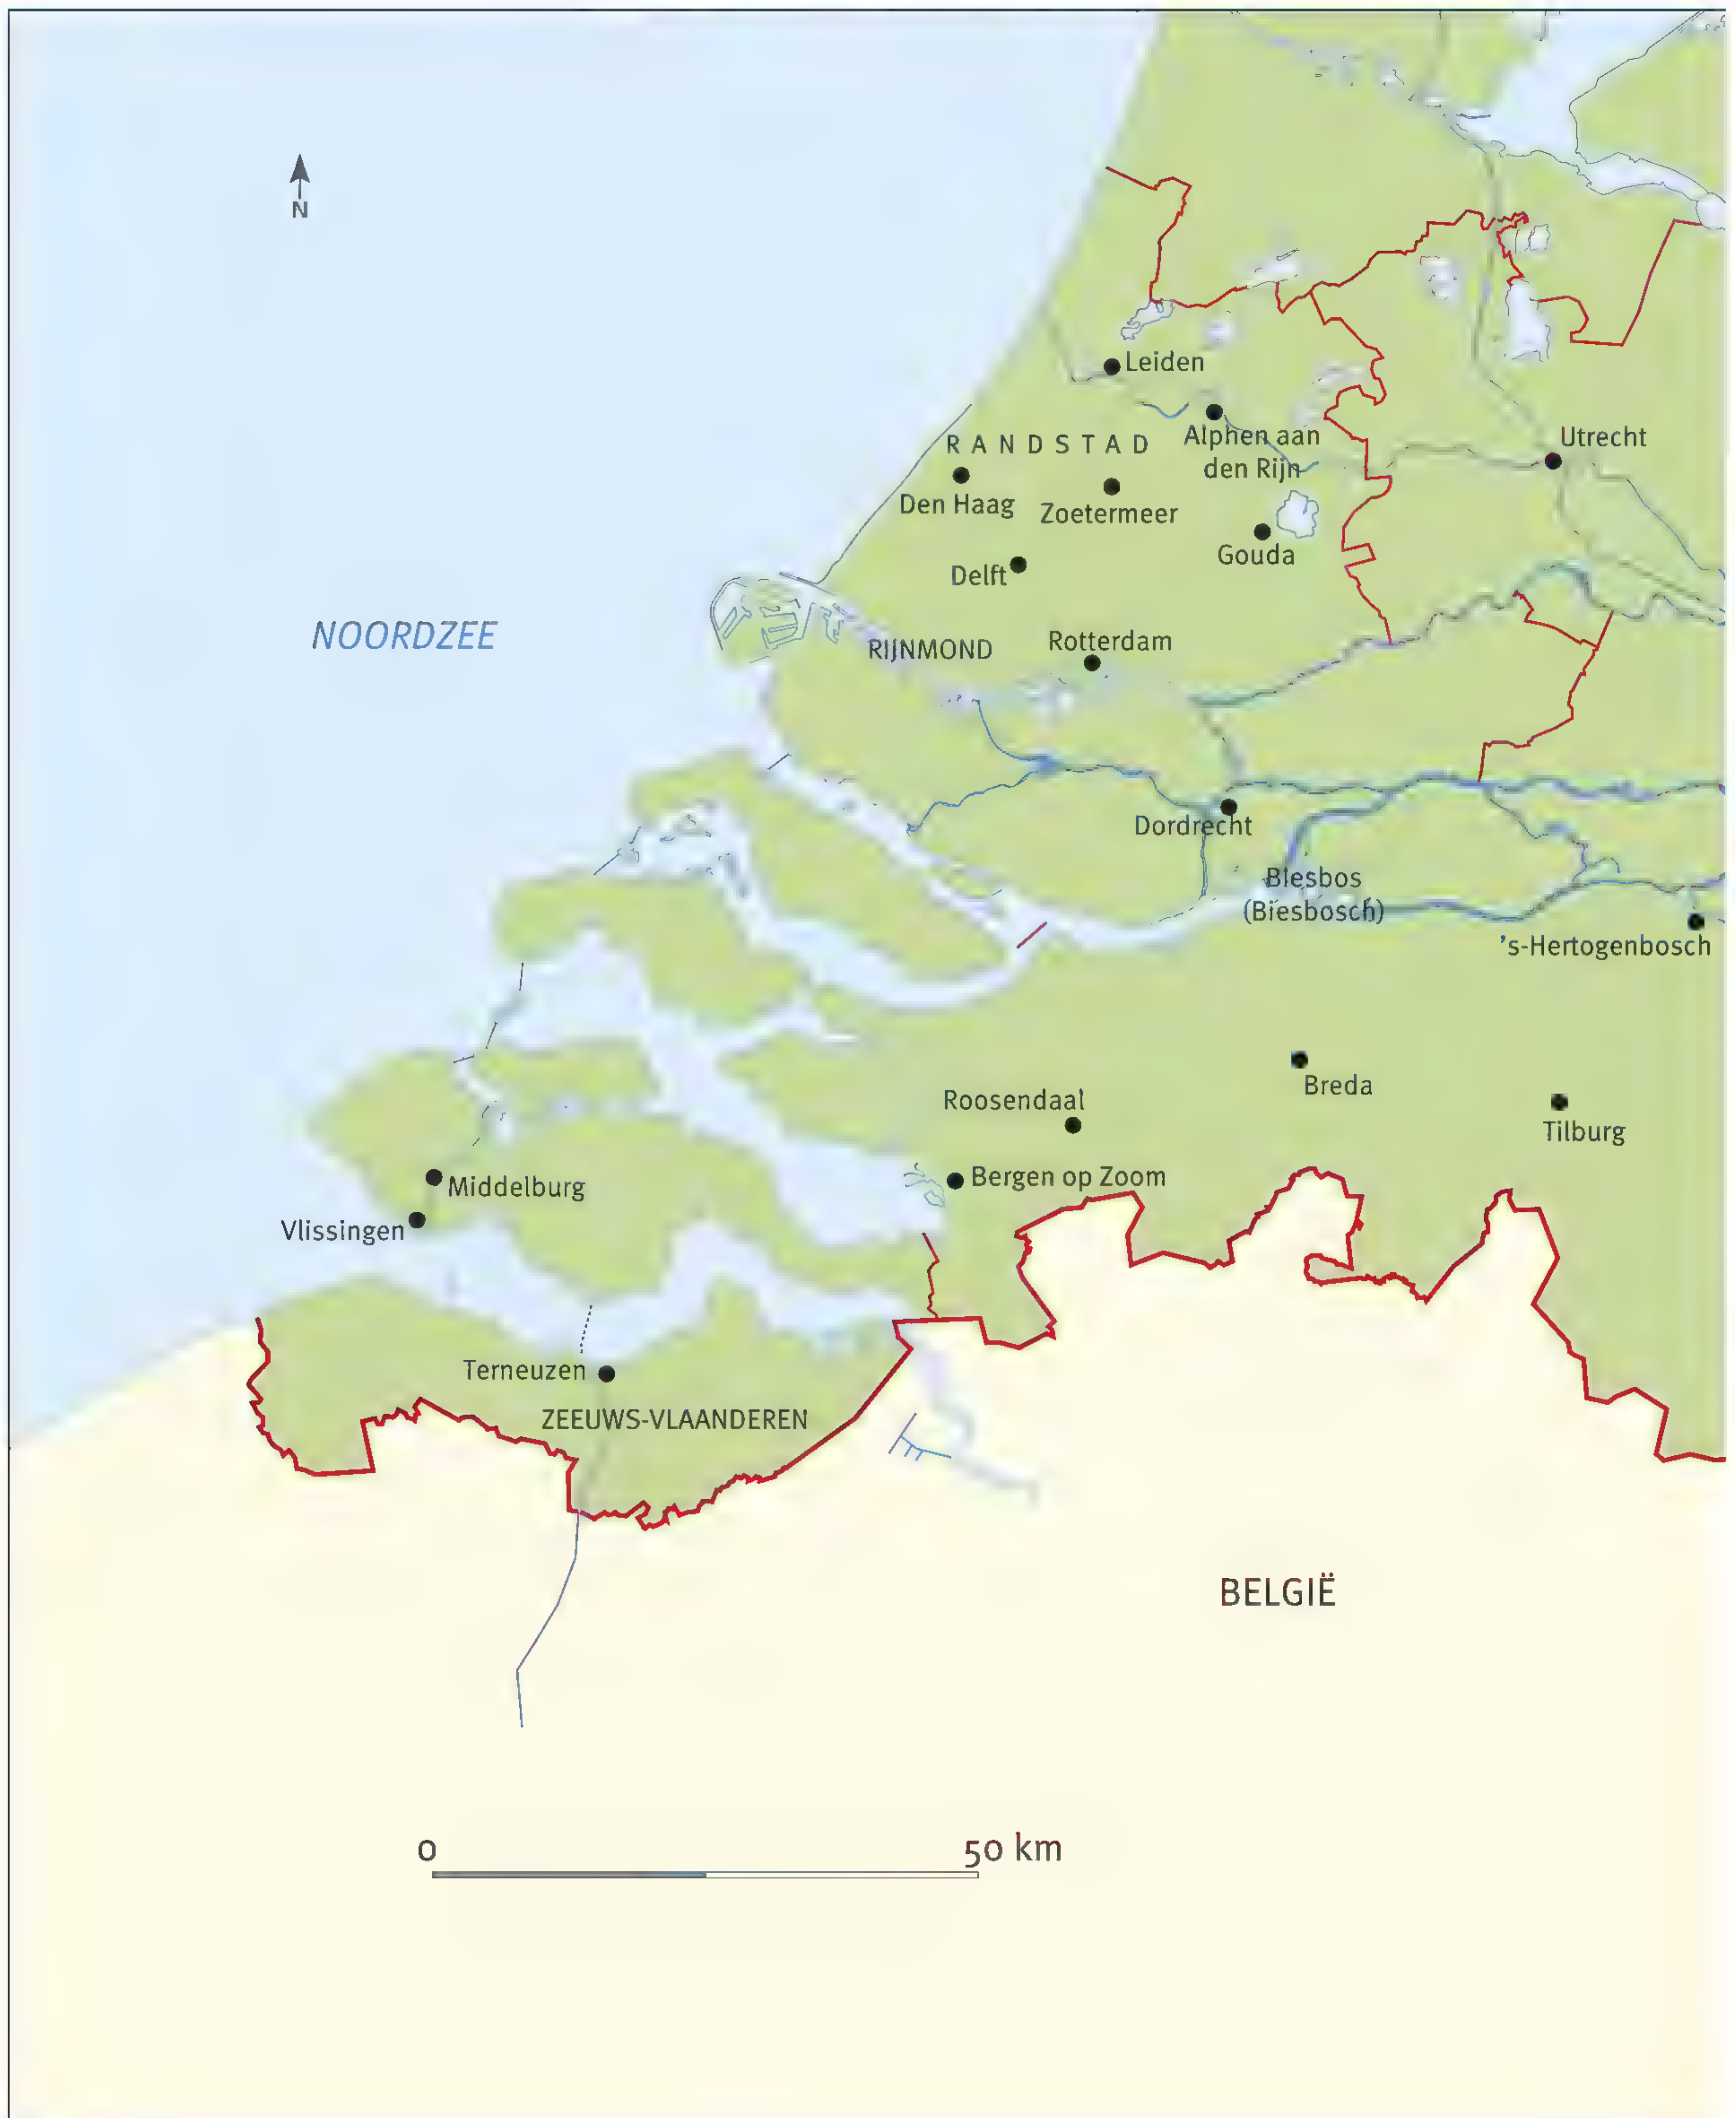 N
Leiden
RANDSTAD
Alphen aan
den Rijn
Utrecht
Den Haag
Zoetermeer
Gouda
Delft
NOORDZEE
RIJNMOND
Rotterdam
Dordrecht
Biesbos
(Biesbosch)
's-Hertogenbosch
Breda
Roosendaal
Tilburg
Bergen op Zoom
Middelburg
Vlissingen
Terneuzen
ZEEUWS-VLAANDEREN
BELGIË
0 50 km